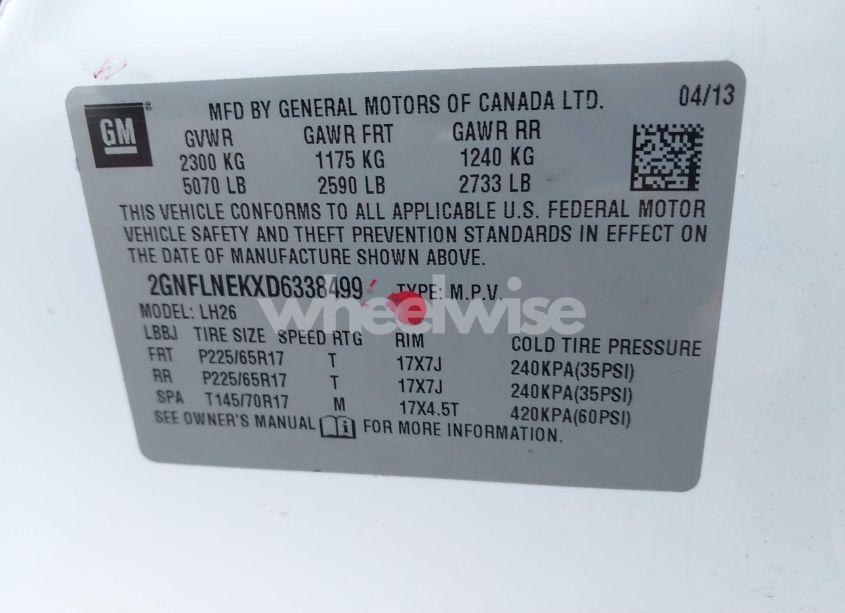 GM
®
MFD BY GENERAL MOTORS OF CANADA LTD. 04/13
GVWR GAWR FRT GAWR RR
2300 KG 1175 KG 1240 KG
5070 LB 2590 LB 2733 LB
THIS VEHICLE CONFORMS TO ALL APPLICABLE U.S. FEDERAL MOTOR
VEHICLE SAFETY AND THEFT PREVENTION STANDARDS IN EFFECT ON
THE DATE OF MANUFACTURE SHOWN ABOVE.
2GNFLNEKXD6338499 TYPE: M.P.V.
wheelwise
MODEL: LH26
LBBJ TIRE SIZE SPEED RTG RIM COLD TIRE PRESSURE
FRT P225/65R17 T 17X7J 240KPA(35PSI)
RR P225/65R17 T 17X7J 240KPA(35PSI)
SPA T145/70R17 M 17X4.5T 420KPA(60PSI)
SEE OWNER'S MANUAL i FOR MORE INFORMATION.